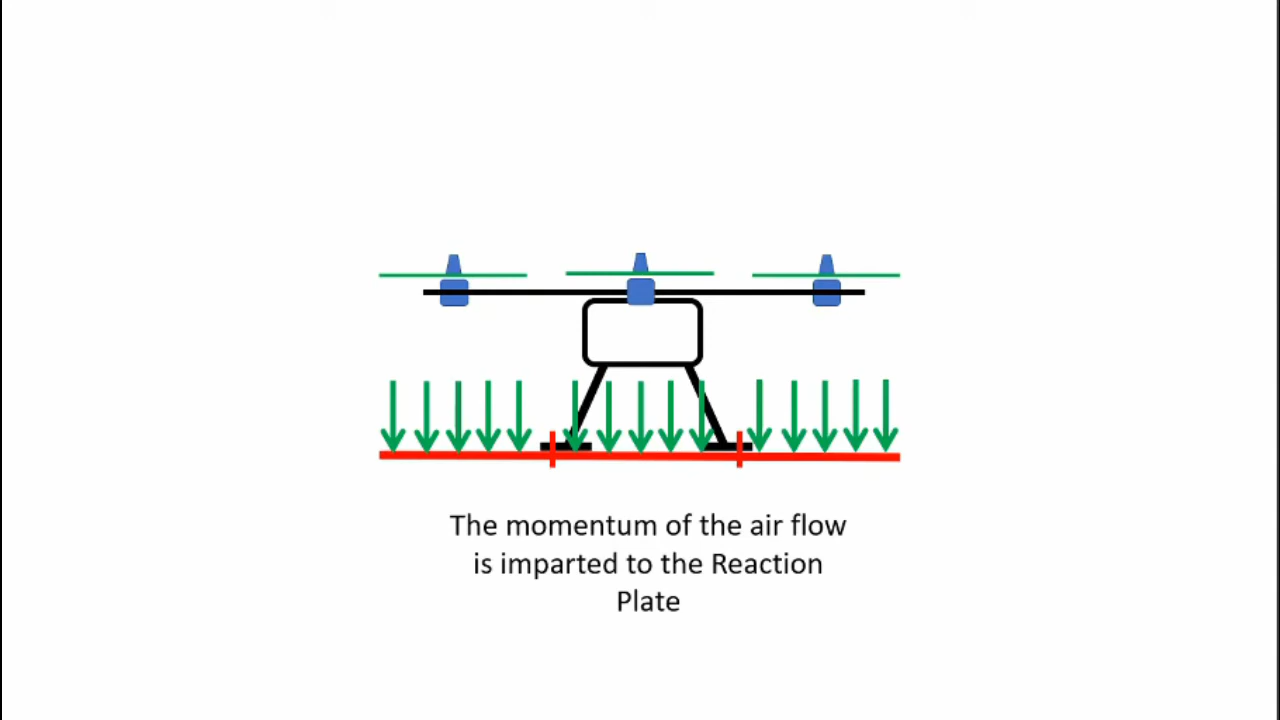 The momentum of the air flow
is imparted to the Reaction
Plate